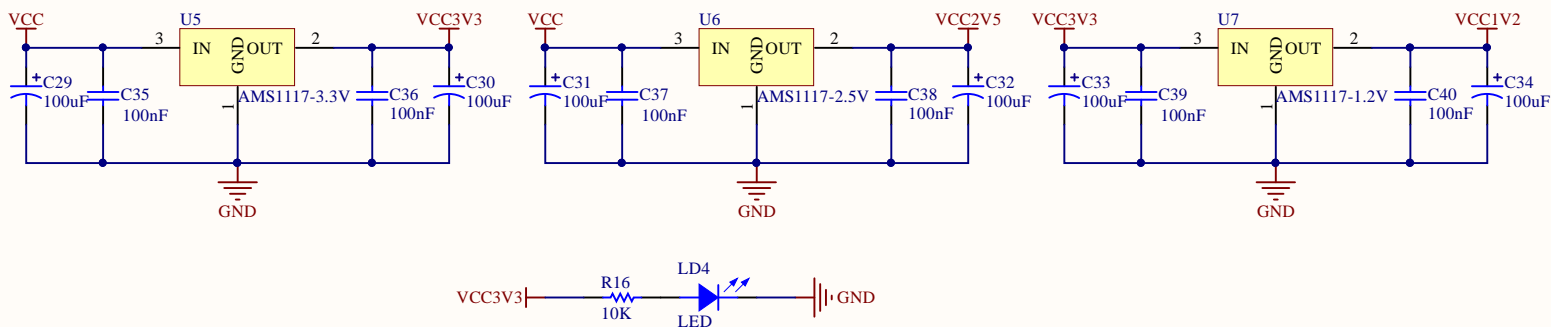 VCC
U5
VCC3V3
3
IN
GND
OUT
2
1
AMS1117-3.3V
C29
100uF
C35
100nF
C36
100nF
C30
100uF
GND
VCC
U6
VCC2V5
3
IN
GND
OUT
2
1
AMS1117-2.5V
C31
100uF
C37
100nF
C38
100nF
C32
100uF
GND
VCC3V3
U7
VCC1V2
3
IN
GND
OUT
2
1
AMS1117-1.2V
C33
100uF
C39
100nF
C40
100nF
C34
100uF
GND
VCC3V3
R16
10K
LD4
LED
GND